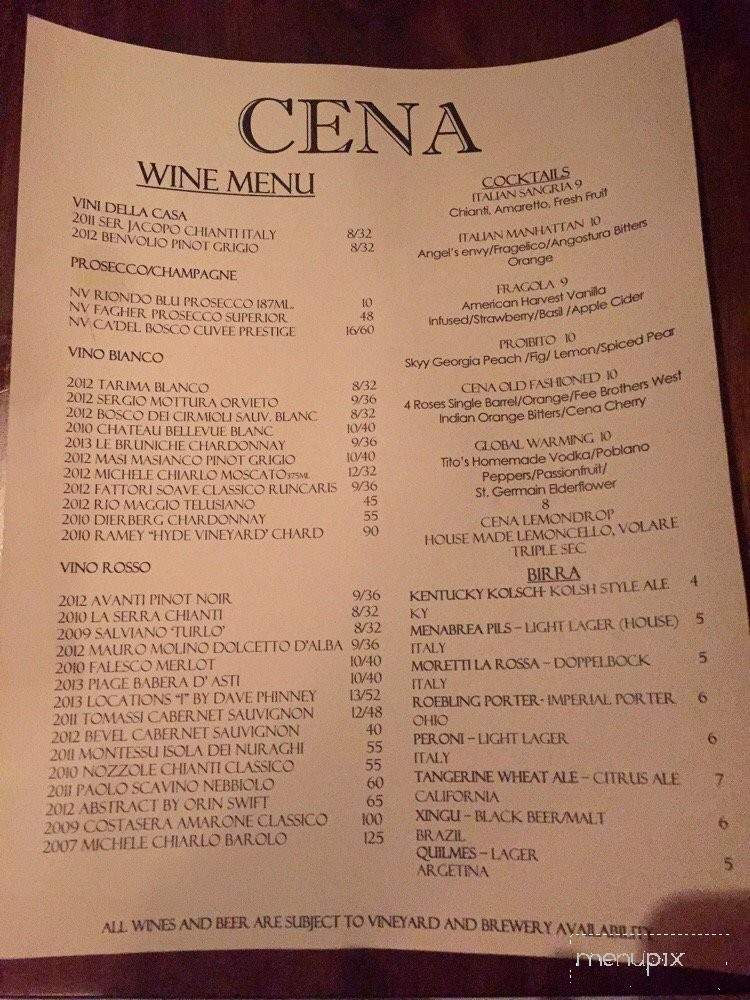 CENA
WINE MENU
VINI DELLA CASA
2011 SER JACOPO CHIANTI ITALY 8/32
2012 BENVOLIO PINOT GRIGIO 8/32
PROSECCO/CHAMPAGNE
NV RIONDO BLU PROSECCO 187ML 10
NV FAGHER PROSECCO SUPERIOR 48
NV CA'DEL BOSCO CUVEE PRESTIGE 16/60
VINO BIANCO
2012 TARIMA BLANCO 8/32
2012 SERGIO MOTTURA ORVIETO 9/36
2012 BOSCO DEI CIRMIOLI SAUV. BLANC 8/32
2010 CHATEAU BELLEVUE BLANC 10/40
2013 LE BRUNICHE CHARDONNAY 9/36
2012 MASI MASIANCO PINOT GRIGIO 10/40
2012 MICHELE CHIARLO MOSCATO 375ML 12/32
2012 FATTORI SOAVE CLASSICO RUNCARIS 9/36
2012 RIO MAGGIO TELUSIANO 45
2010 DIERBERG CHARDONNAY 55
2010 RAMEY "HYDE VINEYARD' CHARD 90
VINO ROSSO
2012 AVANTI PINOT NOIR 9/36
2010 LA SERRA CHIANTI 8/32
2009 SALVIANO 'TURLO' 8/32
2012 MAURO MOLINO DOLCETTO D'ALBA 9/36
2010 FALESCO MERLOT 10/40
2013 PIAGE BABERA D' ASTI 10/40
2013 LOCATIONS "I" BY DAVE PHINNEY 13/52
2011 TOMASSI CABERNET SAUVIGNON 12/48
2012 BEVEL CABERNET SAUVIGNON 40
2011 MONTESSU ISOLA DEI NURAGHI 55
2010 NOZZOLE CHIANTI CLASSICO 55
2011 PAOLO SCAVINO NEBBIOLO 60
2012 ABSTRACT BY ORIN SWIFT 65
2009 COSTASERA AMARONE CLASSICO 100
2007 MICHELE CHIARLO BAROLO 125
COCKTAILS
ITALIAN SANGRIA 9
Chianti, Amaretto, Fresh Fruit
ITALIAN MANHATTAN 10
Angel's envy/Fragelico/Angostura Bitters
Orange
FRAGOLA 9
American Harvest Vanilla
Infused/Strawberry/Basil /Apple Cider
PROIBITO 10
Skyy Georgia Peach /Fig/ Lemon/Spiced Pear
CENA OLD FASHIONED 10
4 Roses Single Barrel/Orange/Fee Brothers West
Indian Orange Bitters/Cena Cherry
GLOBAL WARMING 10
Tito's Homemade Vodka/Poblano
Peppers/Passionfruit/
St. Germain Elderflower
8
CENA LEMONDROP
HOUSE MADE LEMONCELLO, VOLARE
TRIPLE SEC
BIRRA
KENTUCKY KOLSCH- KOLSH STYLE ALE 4
KY
MENABREA PILS – LIGHT LAGER (HOUSE) 5
ITALY
MORETTI LA ROSSA – DOPPELBOCK 5
ITALY
ROEBLING PORTER- IMPERIAL PORTER 6
OHIO
PERONI – LIGHT LAGER 6
ITALY
TANGERINE WHEAT ALE – CITRUS ALE 7
CALIFORNIA
XINGU – BLACK BEER/MALT 6
BRAZIL
QUILMES – LAGER 5
ARGETINA
ALL WINES AND BEER ARE SUBJECT TO VINEYARD AND BREWERY AVAILABILITY
menupix